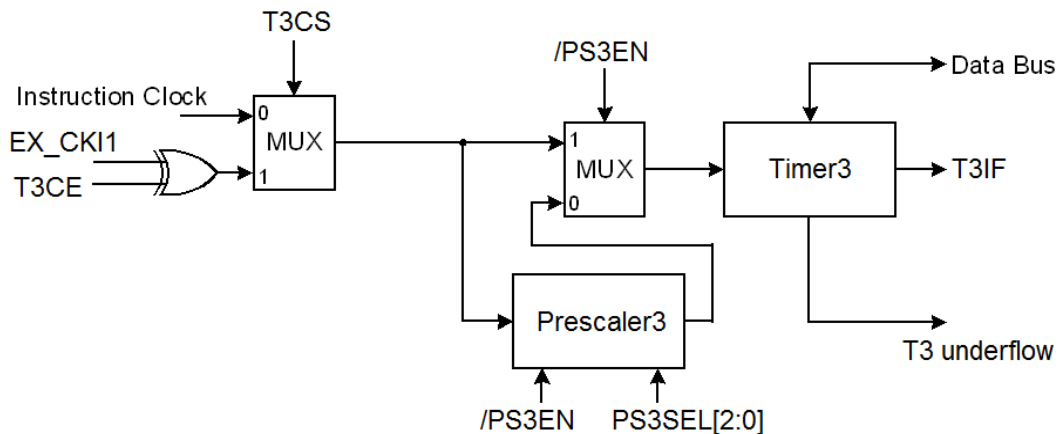 T3CS
/PS3EN
Data Bus
Instruction Clock
0
EX_CKI1
MUX
1
T3CE
1
MUX
0
Timer3
T3IF
Prescaler3
T3 underflow
/PS3EN
PS3SEL[2:0]